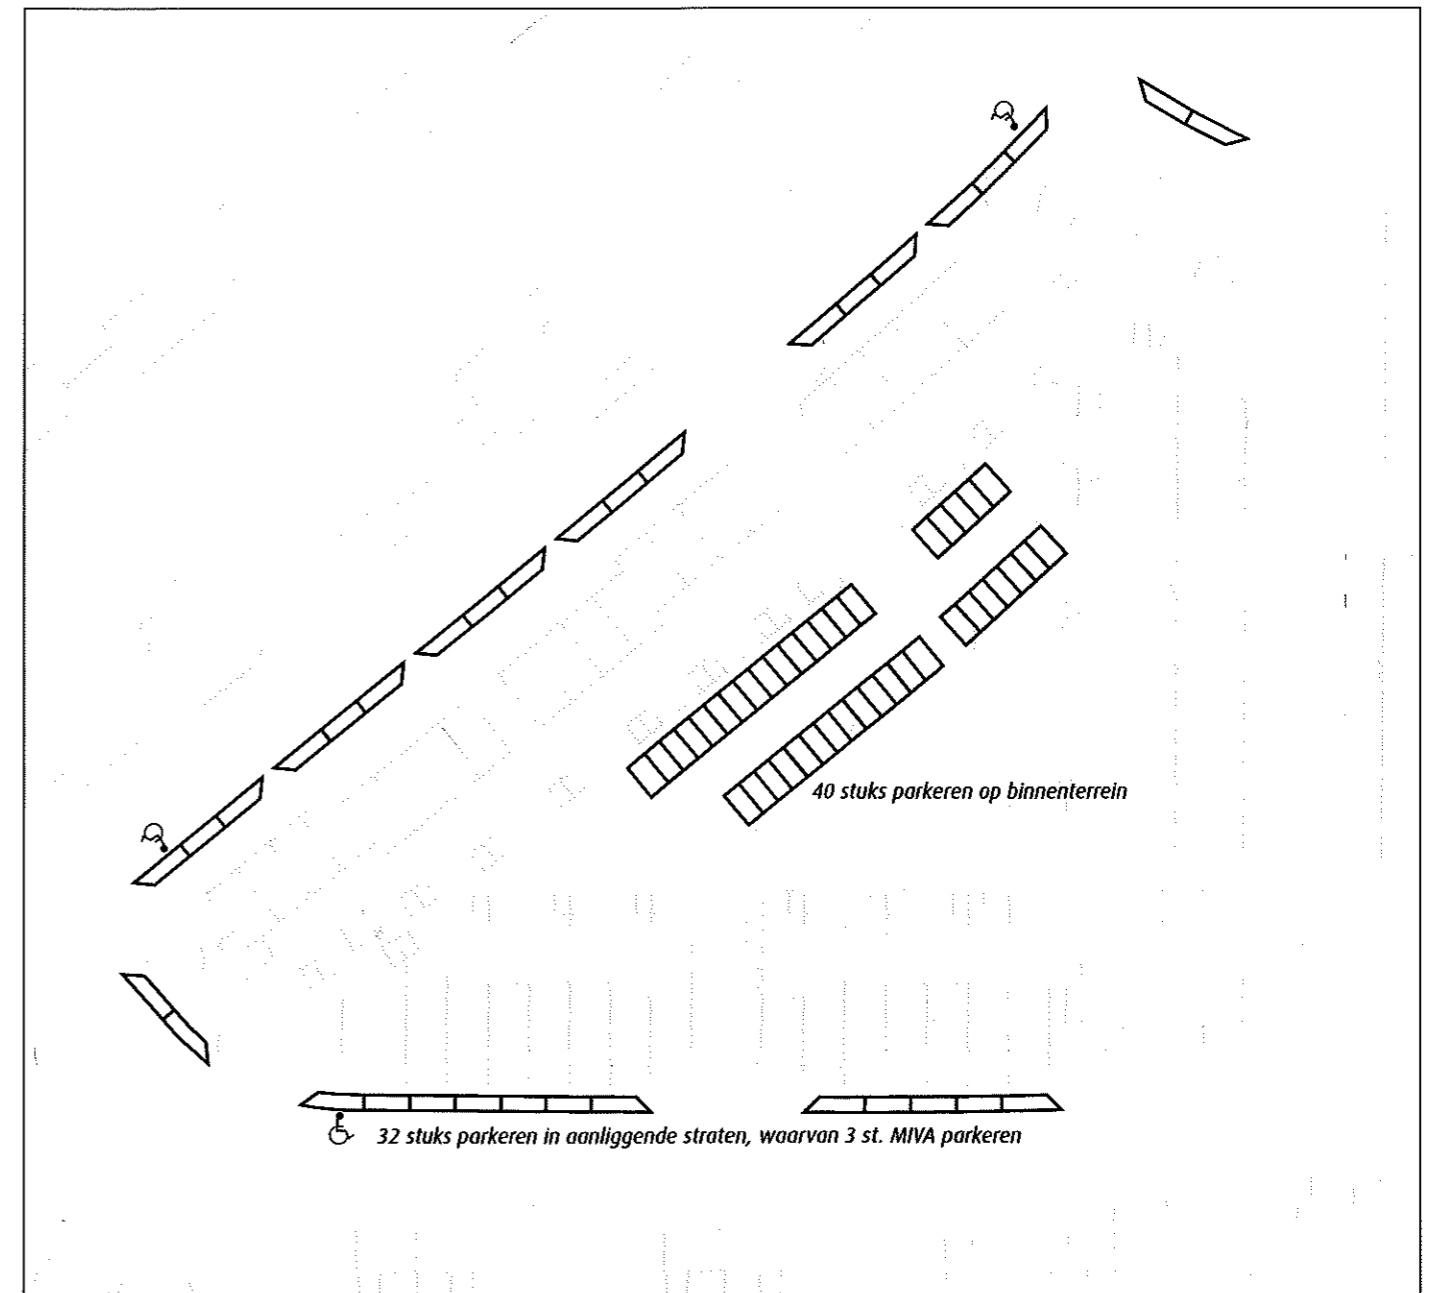 40 stuks parkeren op binnenterrein
32 stuks parkeren in aanliggende straten, waarvan 3 st. MIVA parkeren